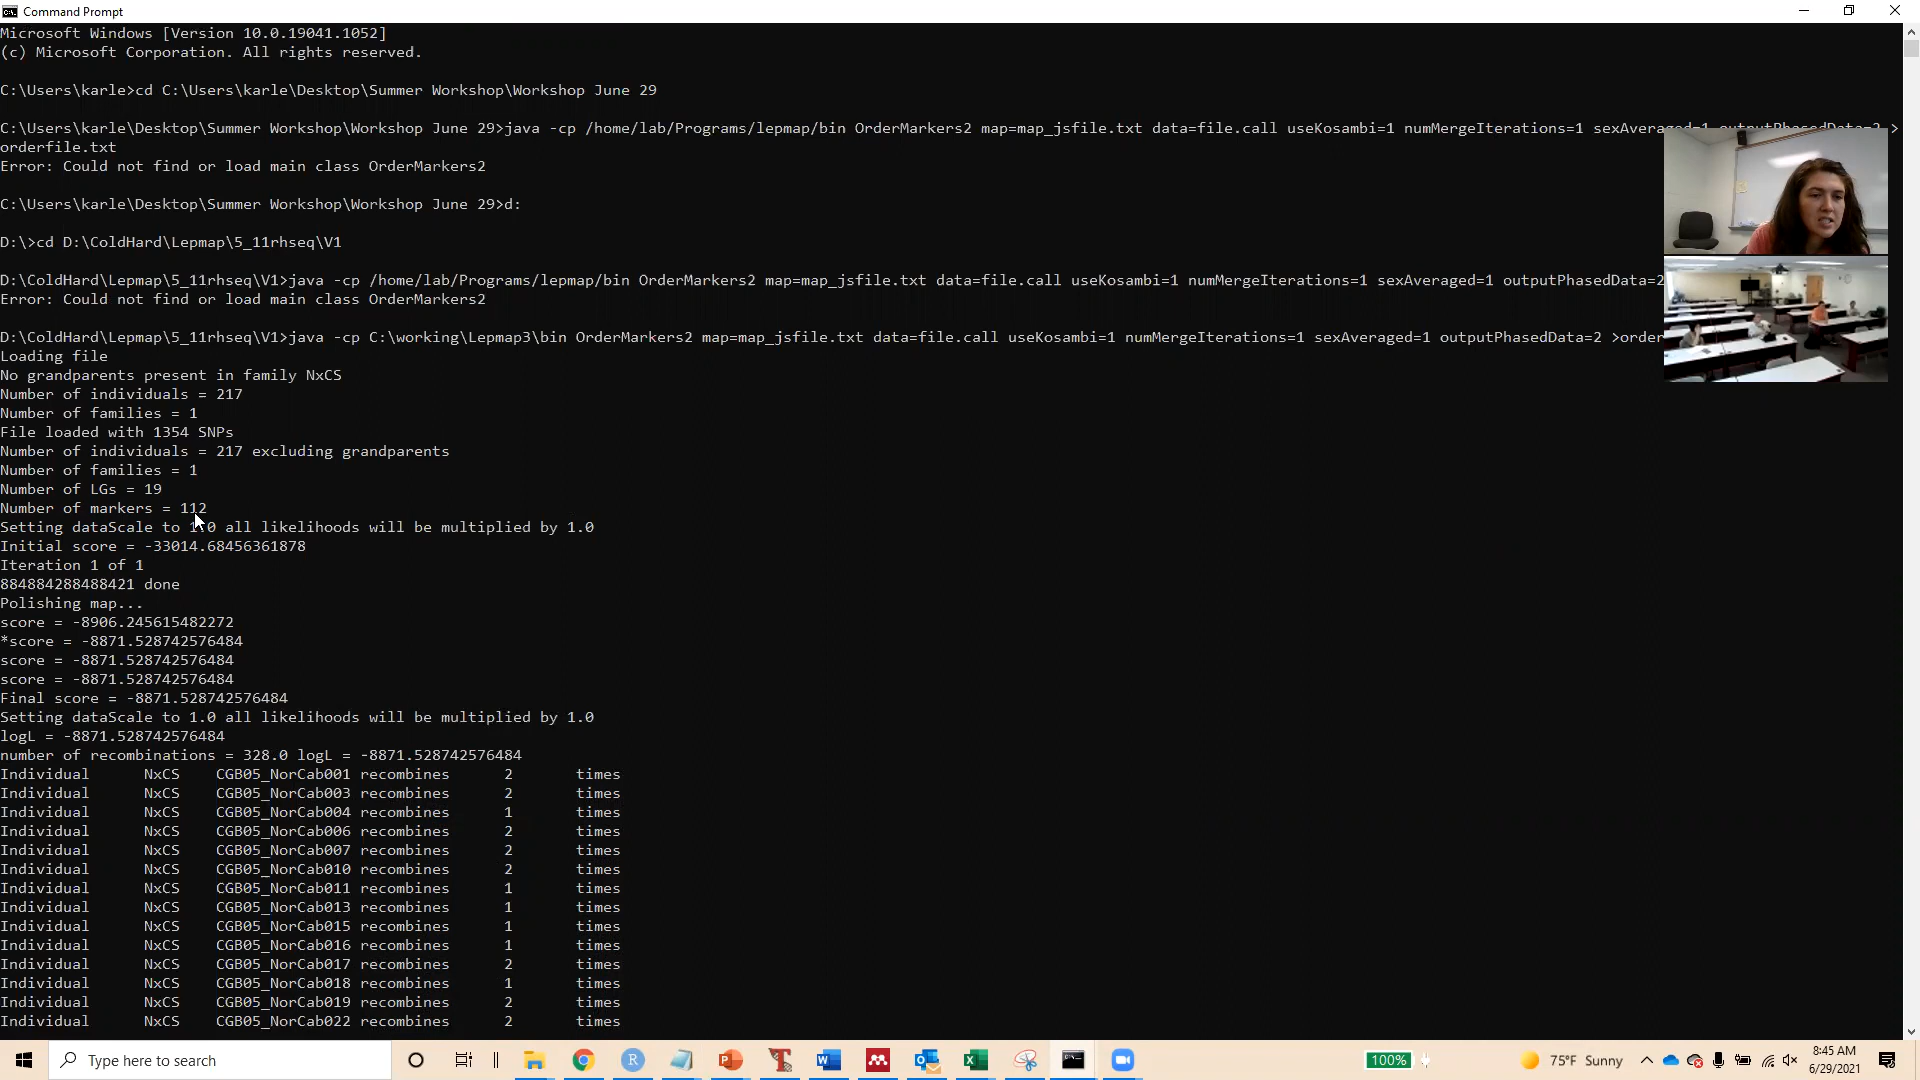 Command Prompt
Microsoft Windows [Version 10.0.19041.1052]
(c) Microsoft Corporation. All rights reserved.
C:\Users\karle>cd C:\Users\karle\Desktop\Summer Workshop\Workshop June 29
C:\Users\karle\Desktop\Summer Workshop\Workshop June 29>java -cp /home/lab/Programs/lepmap/bin OrderMarkers2 map=map_jsfile.txt data=file.call useKosambi=1 numMergeIterations=1 sexAveraged=1 outputPhasedData=2 >
orderfile.txt
Error: Could not find or load main class OrderMarkers2
C:\Users\karle\Desktop\Summer Workshop\Workshop June 29>d:
D:\>cd D:\ColdHard\Lepmap\5_11rhseq\V1
D:\ColdHard\Lepmap\5_11rhseq\V1>java -cp /home/lab/Programs/lepmap/bin OrderMarkers2 map=map_jsfile.txt data=file.call useKosambi=1 numMergeIterations=1 sexAveraged=1 outputPhasedData=2
Error: Could not find or load main class OrderMarkers2
D:\ColdHard\Lepmap\5_11rhseq\V1>java -cp C:\working\Lepmap3\bin OrderMarkers2 map=map_jsfile.txt data=file.call useKosambi=1 numMergeIterations=1 sexAveraged=1 outputPhasedData=2 >order
Loading file
No grandparents present in family NxCS
Number of individuals = 217
Number of families = 1
File loaded with 1354 SNPs
Number of individuals = 217 excluding grandparents
Number of families = 1
Number of LGs = 19
Number of markers = 112
Setting dataScale to 1.0 all likelihoods will be multiplied by 1.0
Initial score = -33014.68456361878
Iteration 1 of 1
884884288488421 done
Polishing map...
score = -8906.245615482272
*score = -8871.528742576484
score = -8871.528742576484
score = -8871.528742576484
Final score = -8871.528742576484
Setting dataScale to 1.0 all likelihoods will be multiplied by 1.0
logL = -8871.528742576484
number of recombinations = 328.0 logL = -8871.528742576484
Individual NxCS CGB05_NorCab001 recombines 2 times
Individual NxCS CGB05_NorCab003 recombines 2 times
Individual NxCS CGB05_NorCab004 recombines 1 times
Individual NxCS CGB05_NorCab006 recombines 2 times
Individual NxCS CGB05_NorCab007 recombines 2 times
Individual NxCS CGB05_NorCab010 recombines 2 times
Individual NxCS CGB05_NorCab011 recombines 1 times
Individual NxCS CGB05_NorCab013 recombines 1 times
Individual NxCS CGB05_NorCab015 recombines 1 times
Individual NxCS CGB05_NorCab016 recombines 1 times
Individual NxCS CGB05_NorCab017 recombines 2 times
Individual NxCS CGB05_NorCab018 recombines 1 times
Individual NxCS CGB05_NorCab019 recombines 2 times
Individual NxCS CGB05_NorCab022 recombines 2 times
Type here to search
100%
75°F Sunny
8:45 AM
6/29/2021